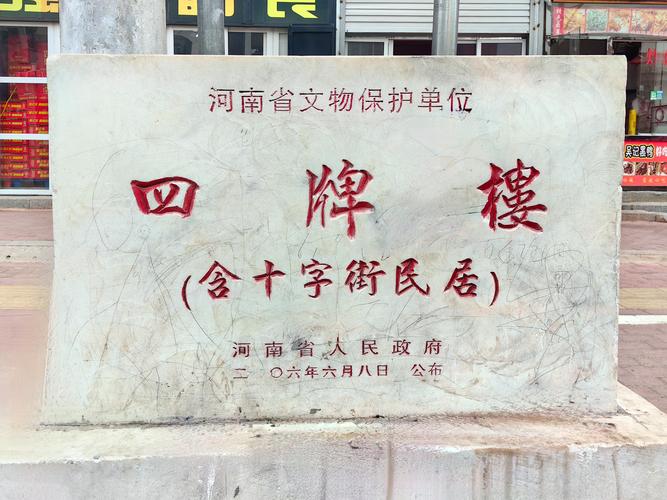 河南省文物保护单位
四牌樓
(含十字街民居)
河南省人民政府
二〇六年六月八日 公布